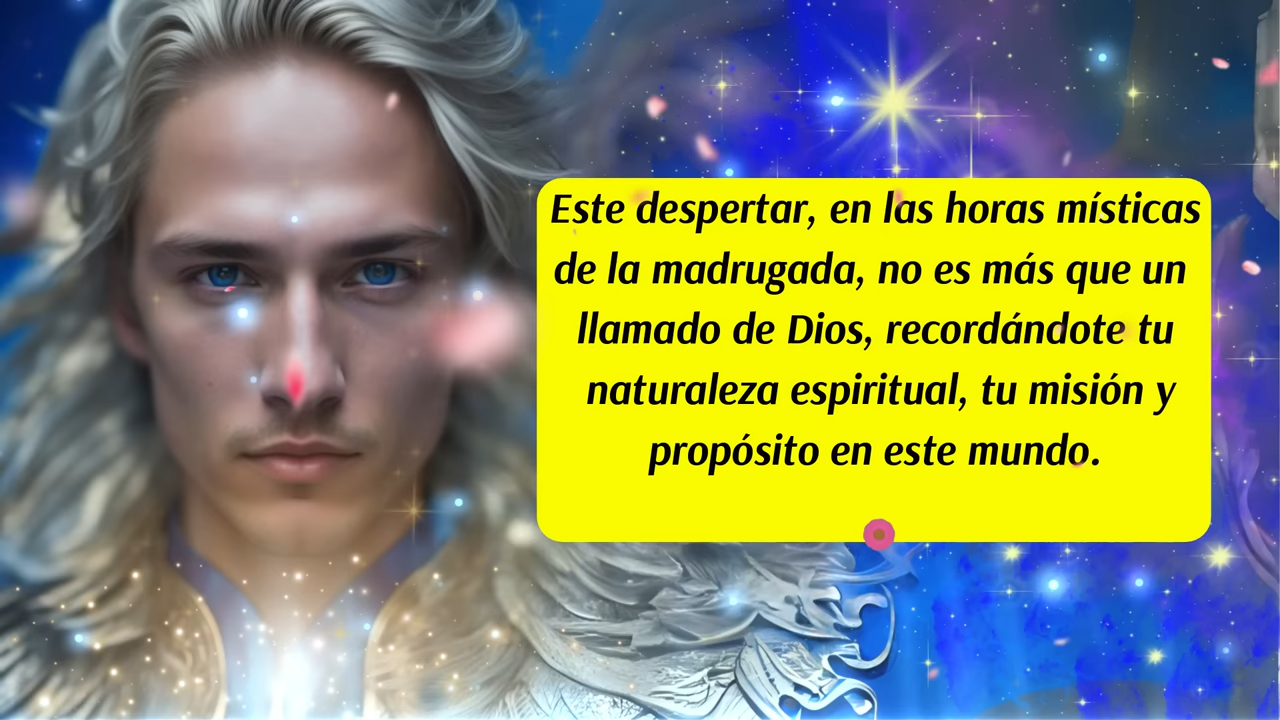 Este despertar, en las horas místicas
de la madrugada, no es más que un
llamado de Dios, recordándote tu
naturaleza espiritual, tu misión y
propósito en este mundo.